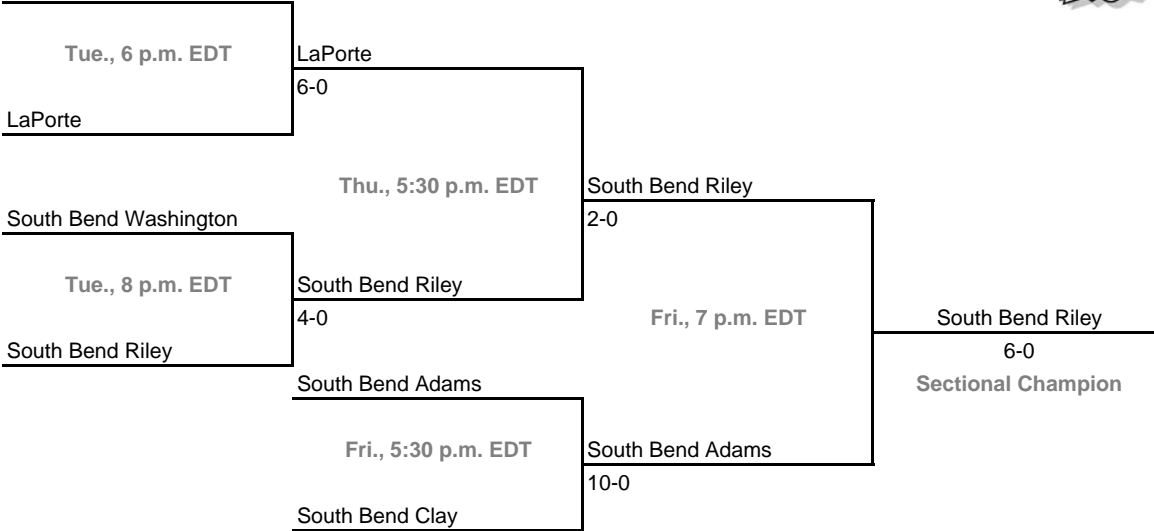 Tue., 6 p.m. EDT
LaPorte
6-0
LaPorte
Thu., 5:30 p.m. EDT
South Bend Riley
South Bend Washington
2-0
Tue., 8 p.m. EDT
South Bend Riley
4-0
Fri., 7 p.m. EDT
South Bend Riley
South Bend Riley
6-0
South Bend Adams
Sectional Champion
Fri., 5:30 p.m. EDT
South Bend Adams
10-0
South Bend Clay